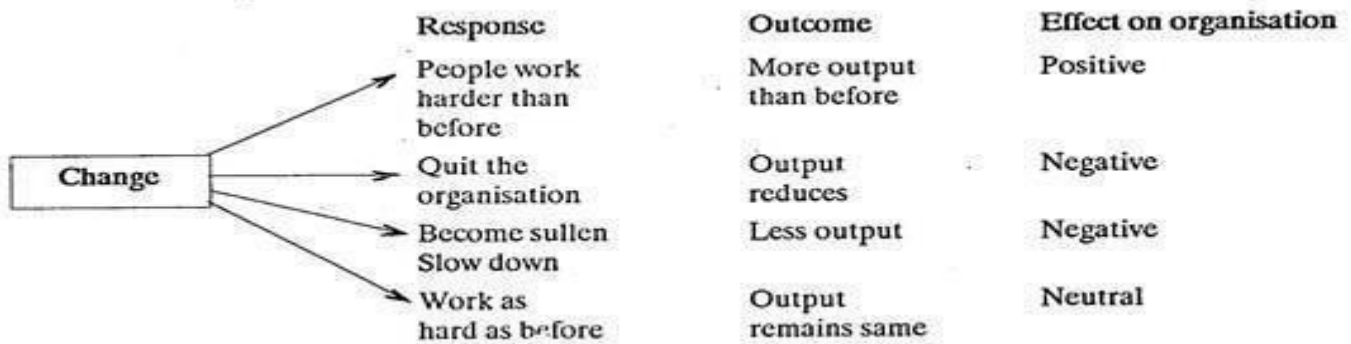 Response Outcome Effect on organisation
People work More output Positive
harder than than before
before
Change
Quit the Output Negative
organisation reduces
Become sullen Less output Negative
Slow down
Work as Output Neutral
hard as before remains same